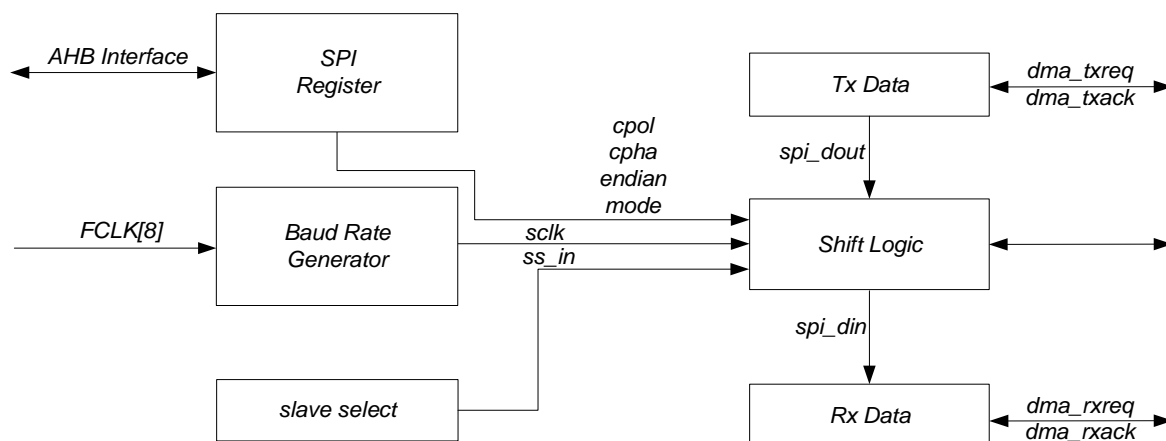 AHB Interface
SPI
Register
Tx Data
dma_txreq
dma_txack
cpol
cpha
endian
mode
spi_dout
FCLK[8]
Baud Rate
Generator
sclk
ss_in
Shift Logic
spi_din
slave select
Rx Data
dma_rxreq
dma_rxack